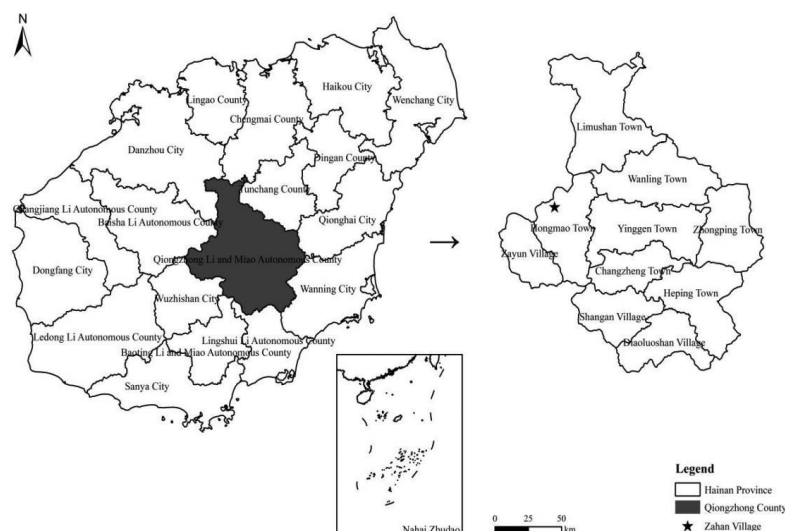 N
Haikou City
Wenchang City
Lingao County
Chengmai County
Danzhou City
Dingan County
Tunchang County
Changjiang Li Autonomous County
Baisha Li Autonomous County
Qionghai City
Qiongzhong Li and Miao Autonomous County
Dongfang City
Wanning City
Wuzhishan City
Ledong Li Autonomous County
Lingshui Li Autonomous County
Baoting Li and Miao Autonomous County
Sanya City
Nahai Zhudao
Limushan Town
Wanling Town
Hongmao Town
Yinggen Town
Zhongping Town
Zayun Village
Changzheng Town
Heping Town
Shangan Village
Diaoluoshan Village
Legend
Hainan Province
Qiongzhong County
Zahan Village
0 25 50
km